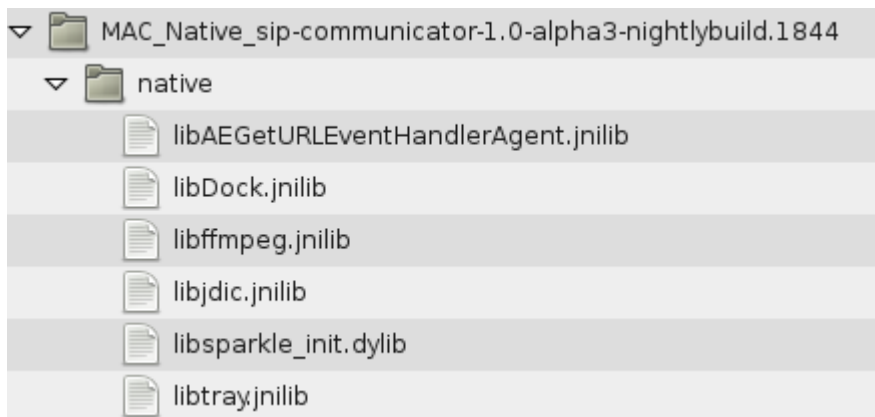 MAC_Native_sip-communicator-1.0-alpha3-nightlybuild.1844
native
libAEGetURLEventHandlerAgent.jnilib
libDock.jnilib
libffmpeg.jnilib
libjdic.jnilib
libsparkle_init.dylib
libtray.jnilib